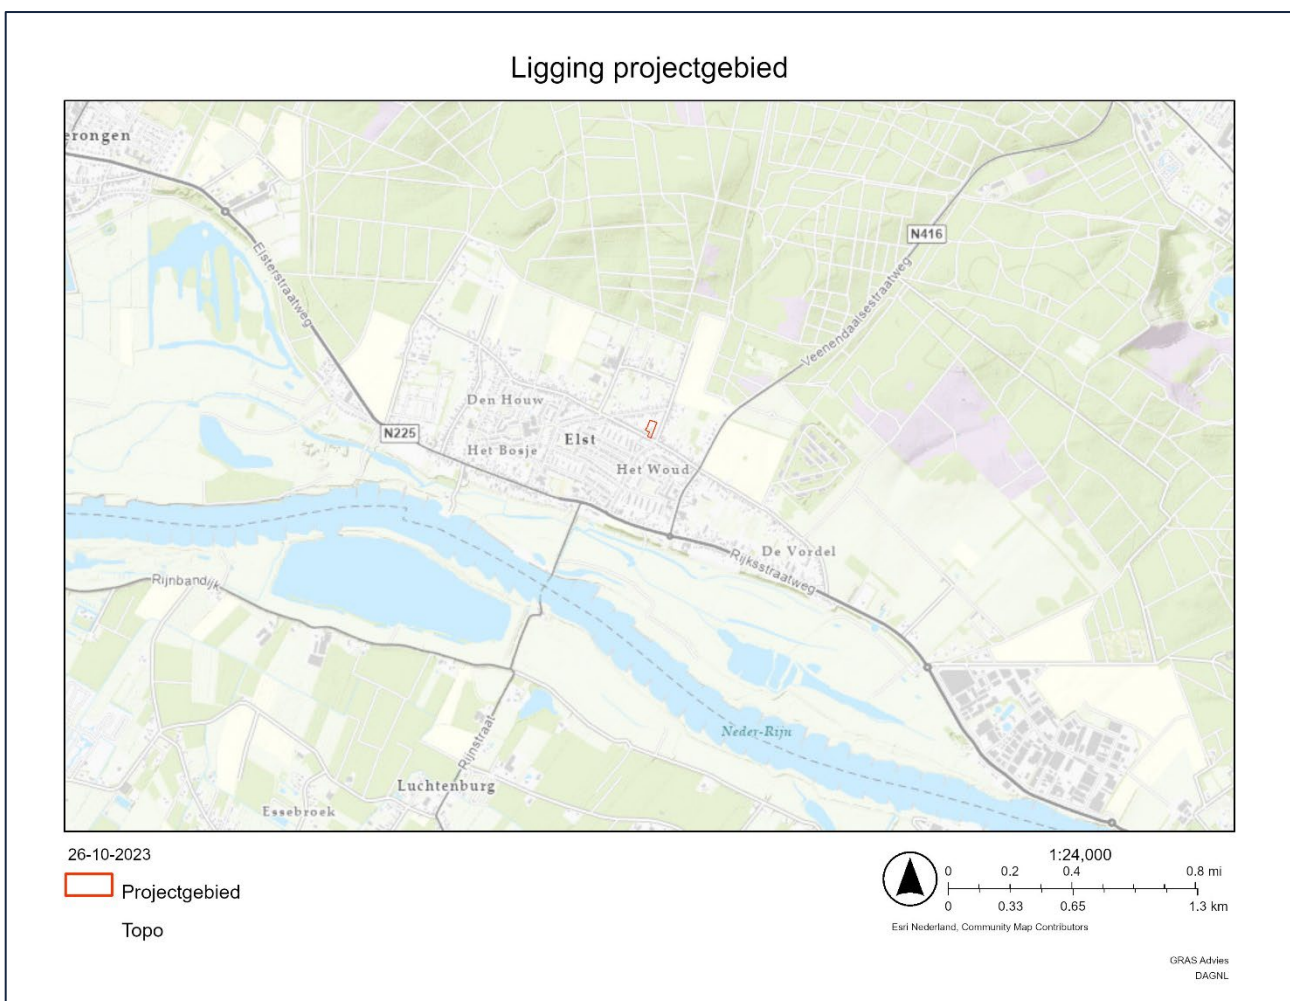 Ligging projectgebied
erongen
N416
Elsterstraatweg
Veenendaalsestraatweg
Den Houw
N225
Elst
Het Bosje
Het Woud
De Vordel
Rijksstraatweg
Rijnbandijk
Neder-Rijn
Rijnstraat
Luchtenburg
Essebroek
26-10-2023
Projectgebied
Topo
1:24,000
0 0.2 0.4 0.8 mi
0 0.33 0.65 1.3 km
Esri Nederland, Community Map Contributors
GRAS Advies
DAGNL